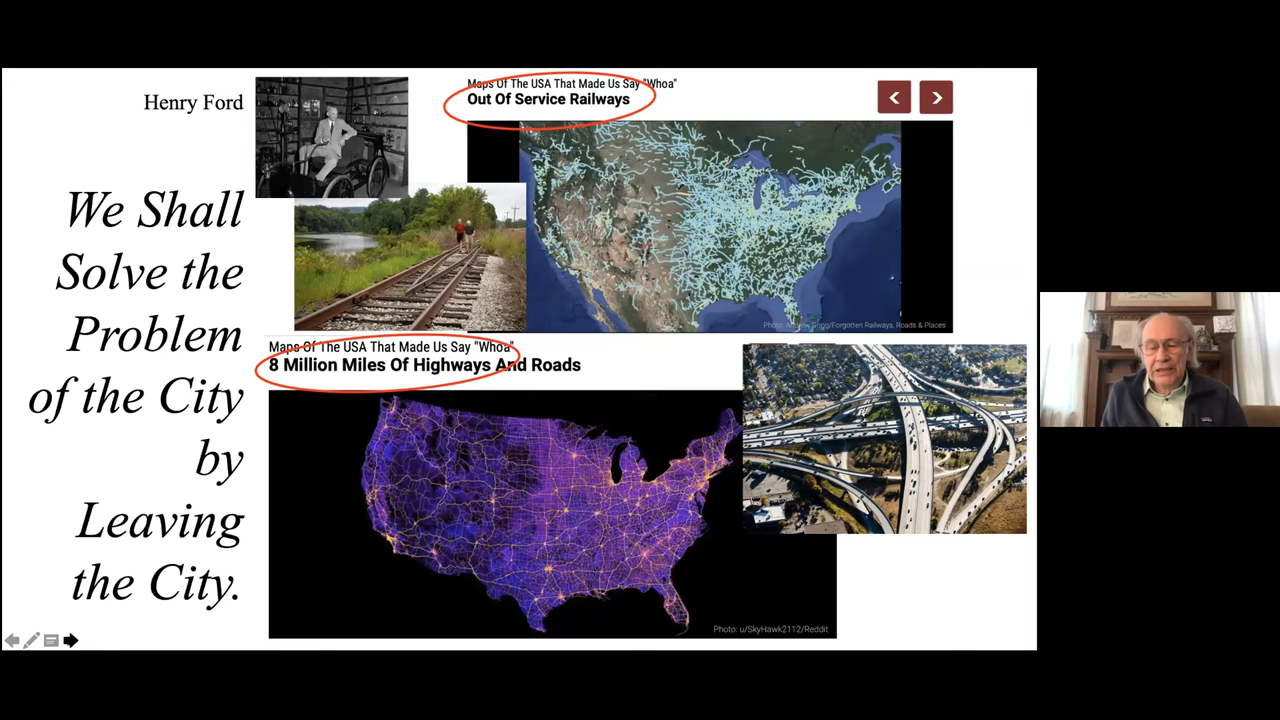 Henry Ford
We Shall
Solve the
Problem
of the City
by
Leaving
the City.
Maps Of The USA That Made Us Say "Whoa"
Out Of Service Railways
Photo: Andrew Grigg/Forgotten Railways, Roads & Places
Maps Of The USA That Made Us Say "Whoa"
8 Million Miles Of Highways And Roads
Photo: u/SkyHawk2112/Reddit